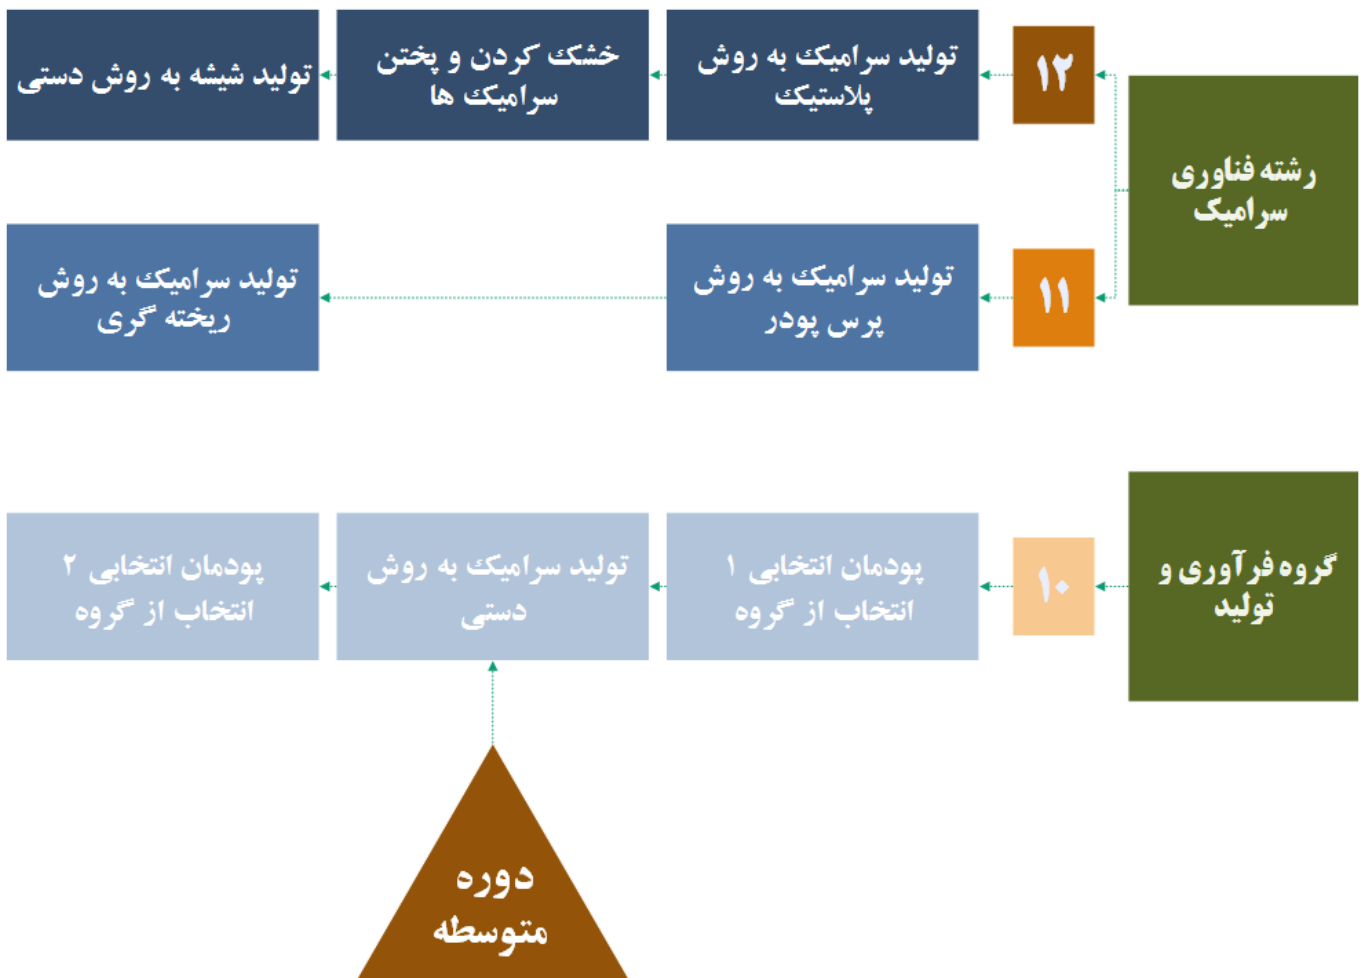 رشته فناوری
سرامیک
۱۲
تولید سرامیک به روش
پلاستیک
خشک کردن و پختن
سرامیک ها
تولید شیشه به روش دستی
۱۱
تولید سرامیک به روش
پرس پودر
تولید سرامیک به روش
ریخته گری
گروه فرآوری و
تولید
۱۰
پودمان انتخابی ۱
انتخاب از گروه
تولید سرامیک به روش
دستی
پودمان انتخابی ۲
انتخاب از گروه
دوره
متوسطه